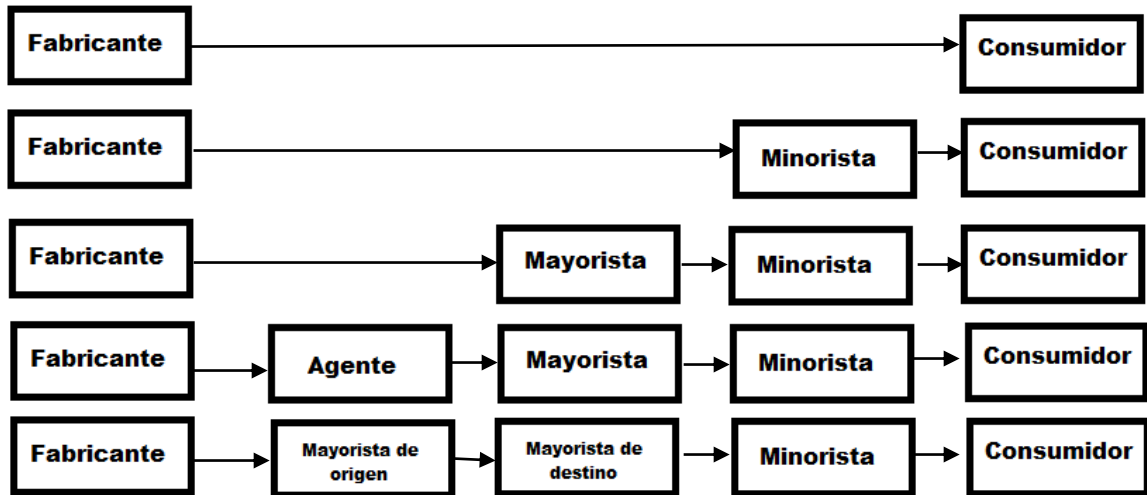 Fabricante
Consumidor
Fabricante
Minorista
Consumidor
Fabricante
Mayorista
Minorista
Consumidor
Fabricante
Agente
Mayorista
Minorista
Consumidor
Fabricante
Mayorista de
origen
Mayorista de
destino
Minorista
Consumidor